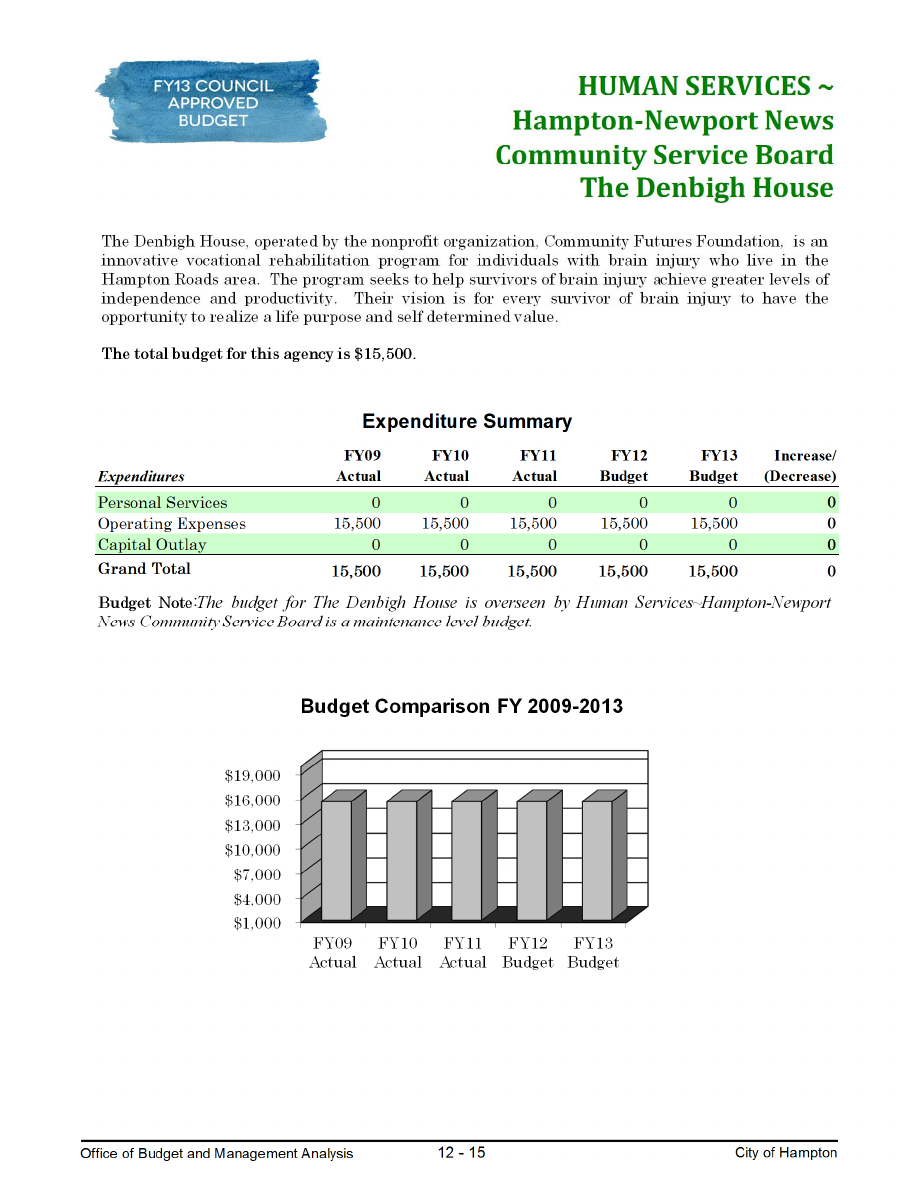 FY13 COUNCIL
APPROVED
BUDGET
HUMAN SERVICES ~
Hampton-Newport News
Community Service Board
The Denbigh House
The Denbigh House, operated by the nonprofit organization, Community Futures Foundation, is an
innovative vocational rehabilitation program for individuals with brain injury who live in the
Hampton Roads area. The program seeks to help survivors of brain injury achieve greater levels of
independence and productivity. Their vision is for every survivor of brain injury to have the
opportunity to realize a life purpose and self determined value.
The total budget for this agency is $15,500.
Expenditure Summary
FY09 FY10 FY11 FY12 FY13 Increase/
Expenditures Actual Actual Actual Budget Budget (Decrease)
Personal Services 0 0 0 0 0 0
Operating Expenses 15,500 15,500 15,500 15,500 15,500 0
Capital Outlay 0 0 0 0 0 0
Grand Total 15,500 15,500 15,500 15,500 15,500 0
Budget Note:The budget for The Denbigh House is overseen by Human Services~Hampton-Newport
News Community Service Board is a maintenance level budget.
Budget Comparison FY 2009-2013
$19,000
$16,000
$13,000
$10,000
$7,000
$4,000
$1,000
FY09 FY10 FY11 FY12 FY13
Actual Actual Actual Budget Budget
Office of Budget and Management Analysis 12 - 15 City of Hampton